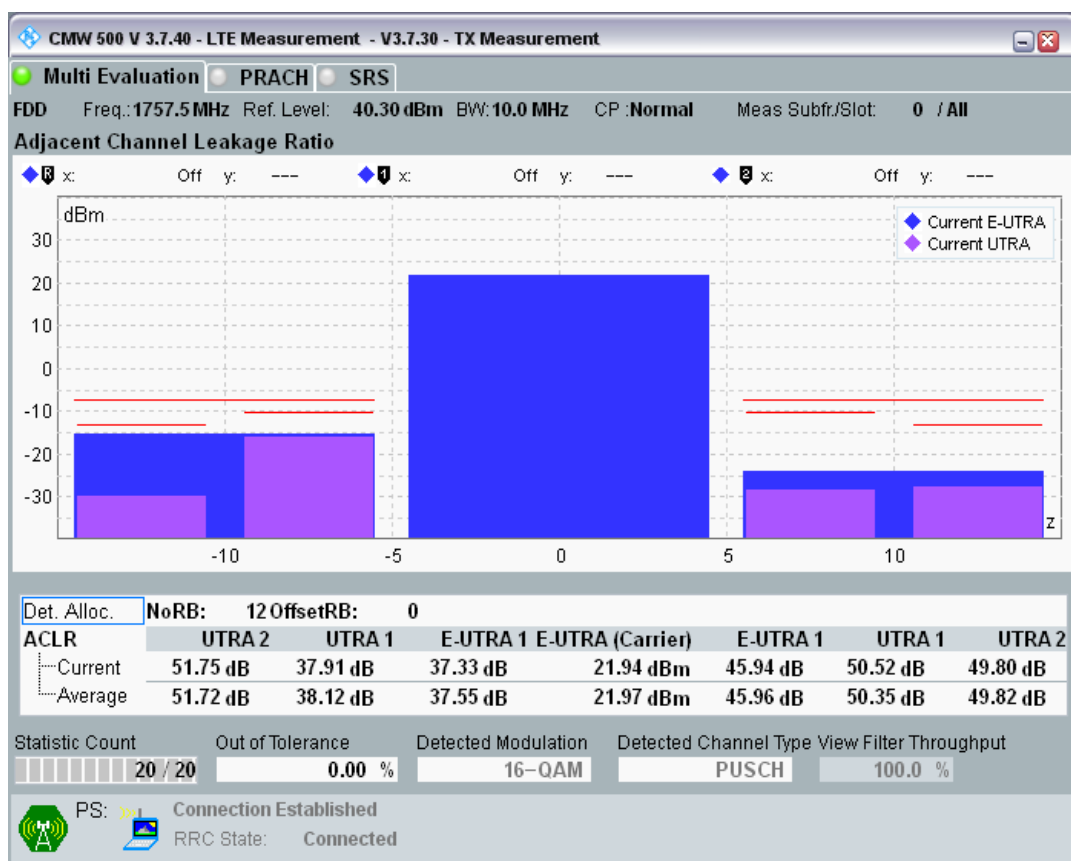 CMW 500 V 3.7.40 - LTE Measurement - V3.7.30 - TX Measurement
Multi Evaluation PRACH SRS
FDD Freq.: 1757.5 MHz Ref. Level: 40.30 dBm BW: 10.0 MHz CP :Normal Meas Subfr./Slot: 0 / All
Adjacent Channel Leakage Ratio
R x: Off y: --- 1 x: Off y: --- 2 x: Off y: ---
dBm
Current E-UTRA
Current UTRA
30
20
10
0
-10
-20
-30
z
-10 -5 0 5 10
Det. Alloc. NoRB: 12 OffsetRB: 0
ACLR UTRA 2 UTRA 1 E-UTRA 1 E-UTRA (Carrier) E-UTRA 1 UTRA 1 UTRA 2
Current 51.75 dB 37.91 dB 37.33 dB 21.94 dBm 45.94 dB 50.52 dB 49.80 dB
Average 51.72 dB 38.12 dB 37.55 dB 21.97 dBm 45.96 dB 50.35 dB 49.82 dB
Statistic Count Out of Tolerance Detected Modulation Detected Channel Type View Filter Throughput
20 / 20 0.00 % 16-QAM PUSCH 100.0 %
PS: Connection Established
RRC State: Connected